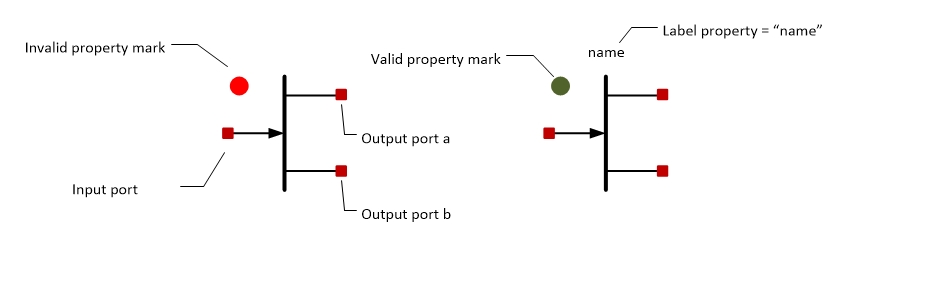 Invalid property mark
Input port
Output port a
Output port b
Valid property mark
name
Label property = “name”